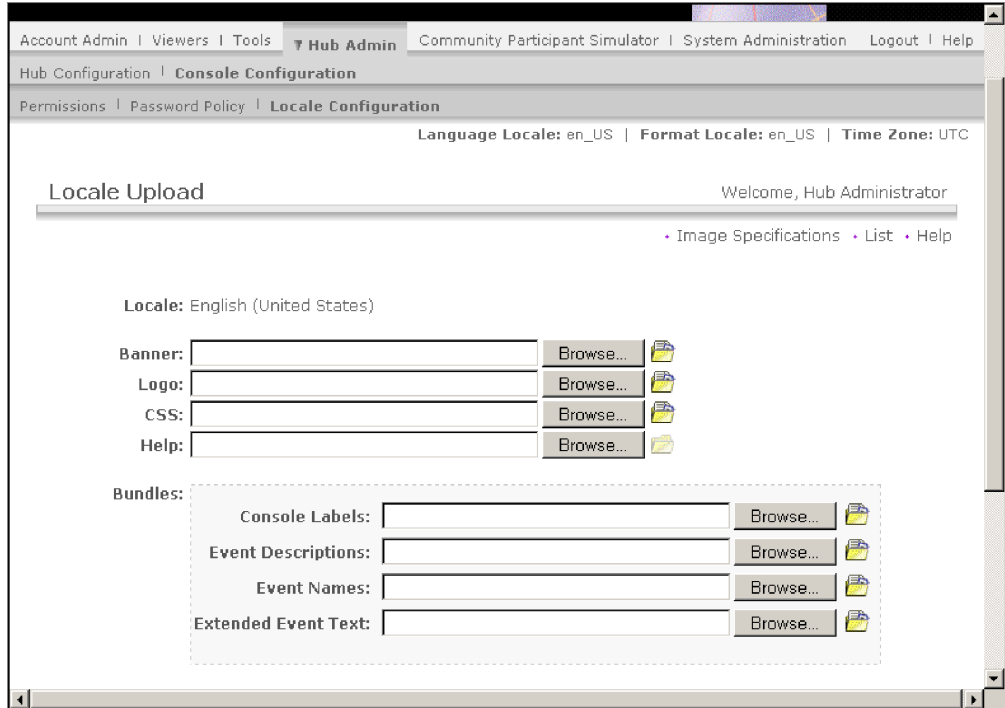 Account Admin | Viewers | Tools Hub Admin Community Participant Simulator | System Administration Logout | Help
Hub Configuration | Console Configuration
Permissions | Password Policy | Locale Configuration
Language Locale: en_US | Format Locale: en_US | Time Zone: UTC
Locale Upload Welcome, Hub Administrator
Image Specifications List Help
Locale: English (United States)
Banner: Browse...
Logo: Browse...
CSS: Browse...
Help: Browse...
Bundles:
Console Labels: Browse...
Event Descriptions: Browse...
Event Names: Browse...
Extended Event Text: Browse...